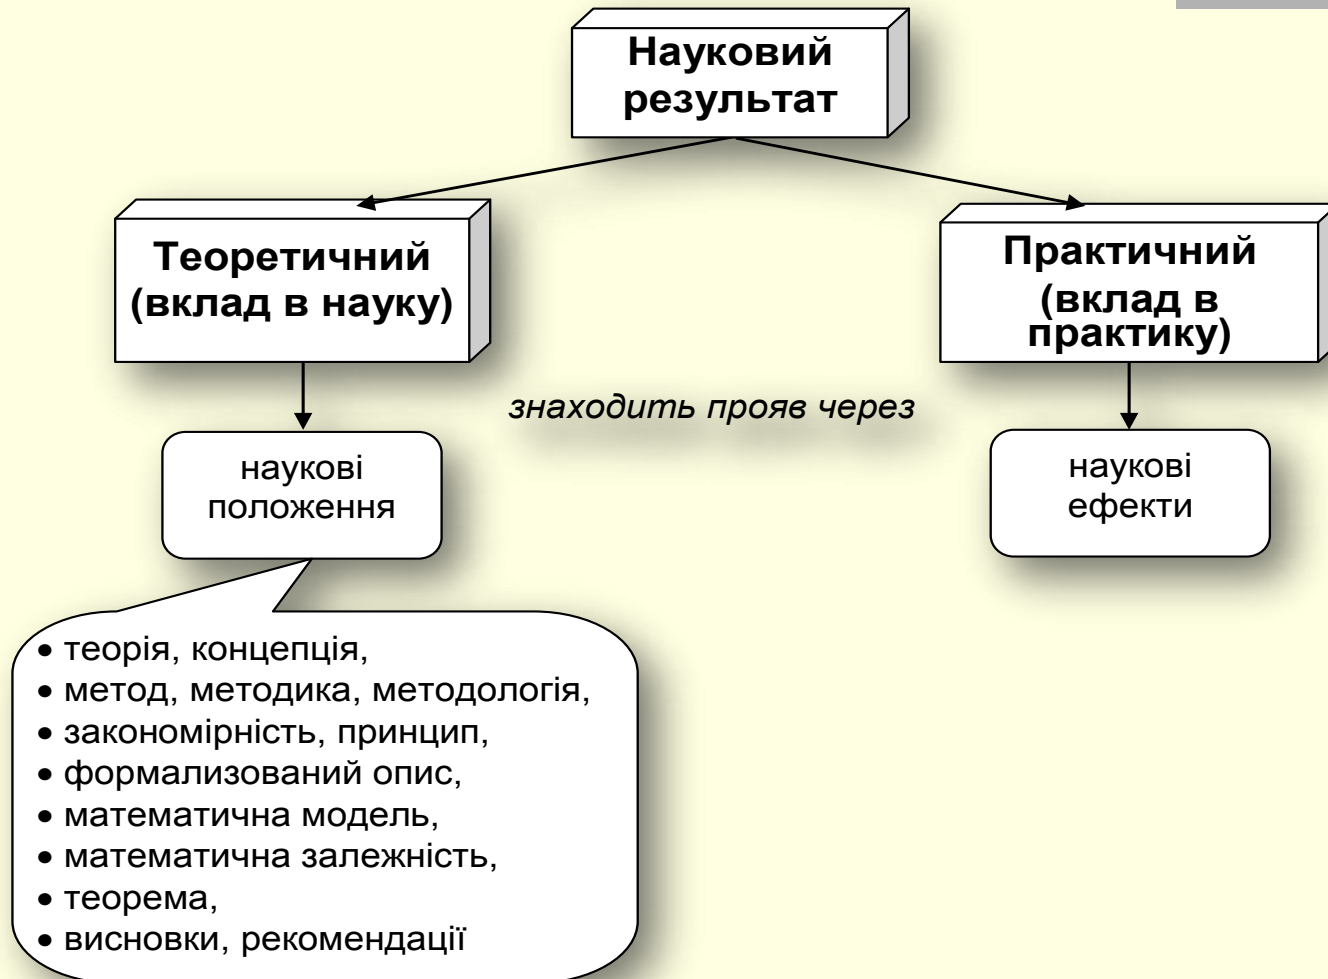 Науковий
результат
Теоретичний
(вклад в науку)
Практичний
(вклад в
практику)
знаходить прояв через
наукові
положення
наукові
ефекти
• теорія, концепція,
• метод, методика, методологія,
• закономірність, принцип,
• формализований опис,
• математична модель,
• математична залежність,
• теорема,
• висновки, рекомендації